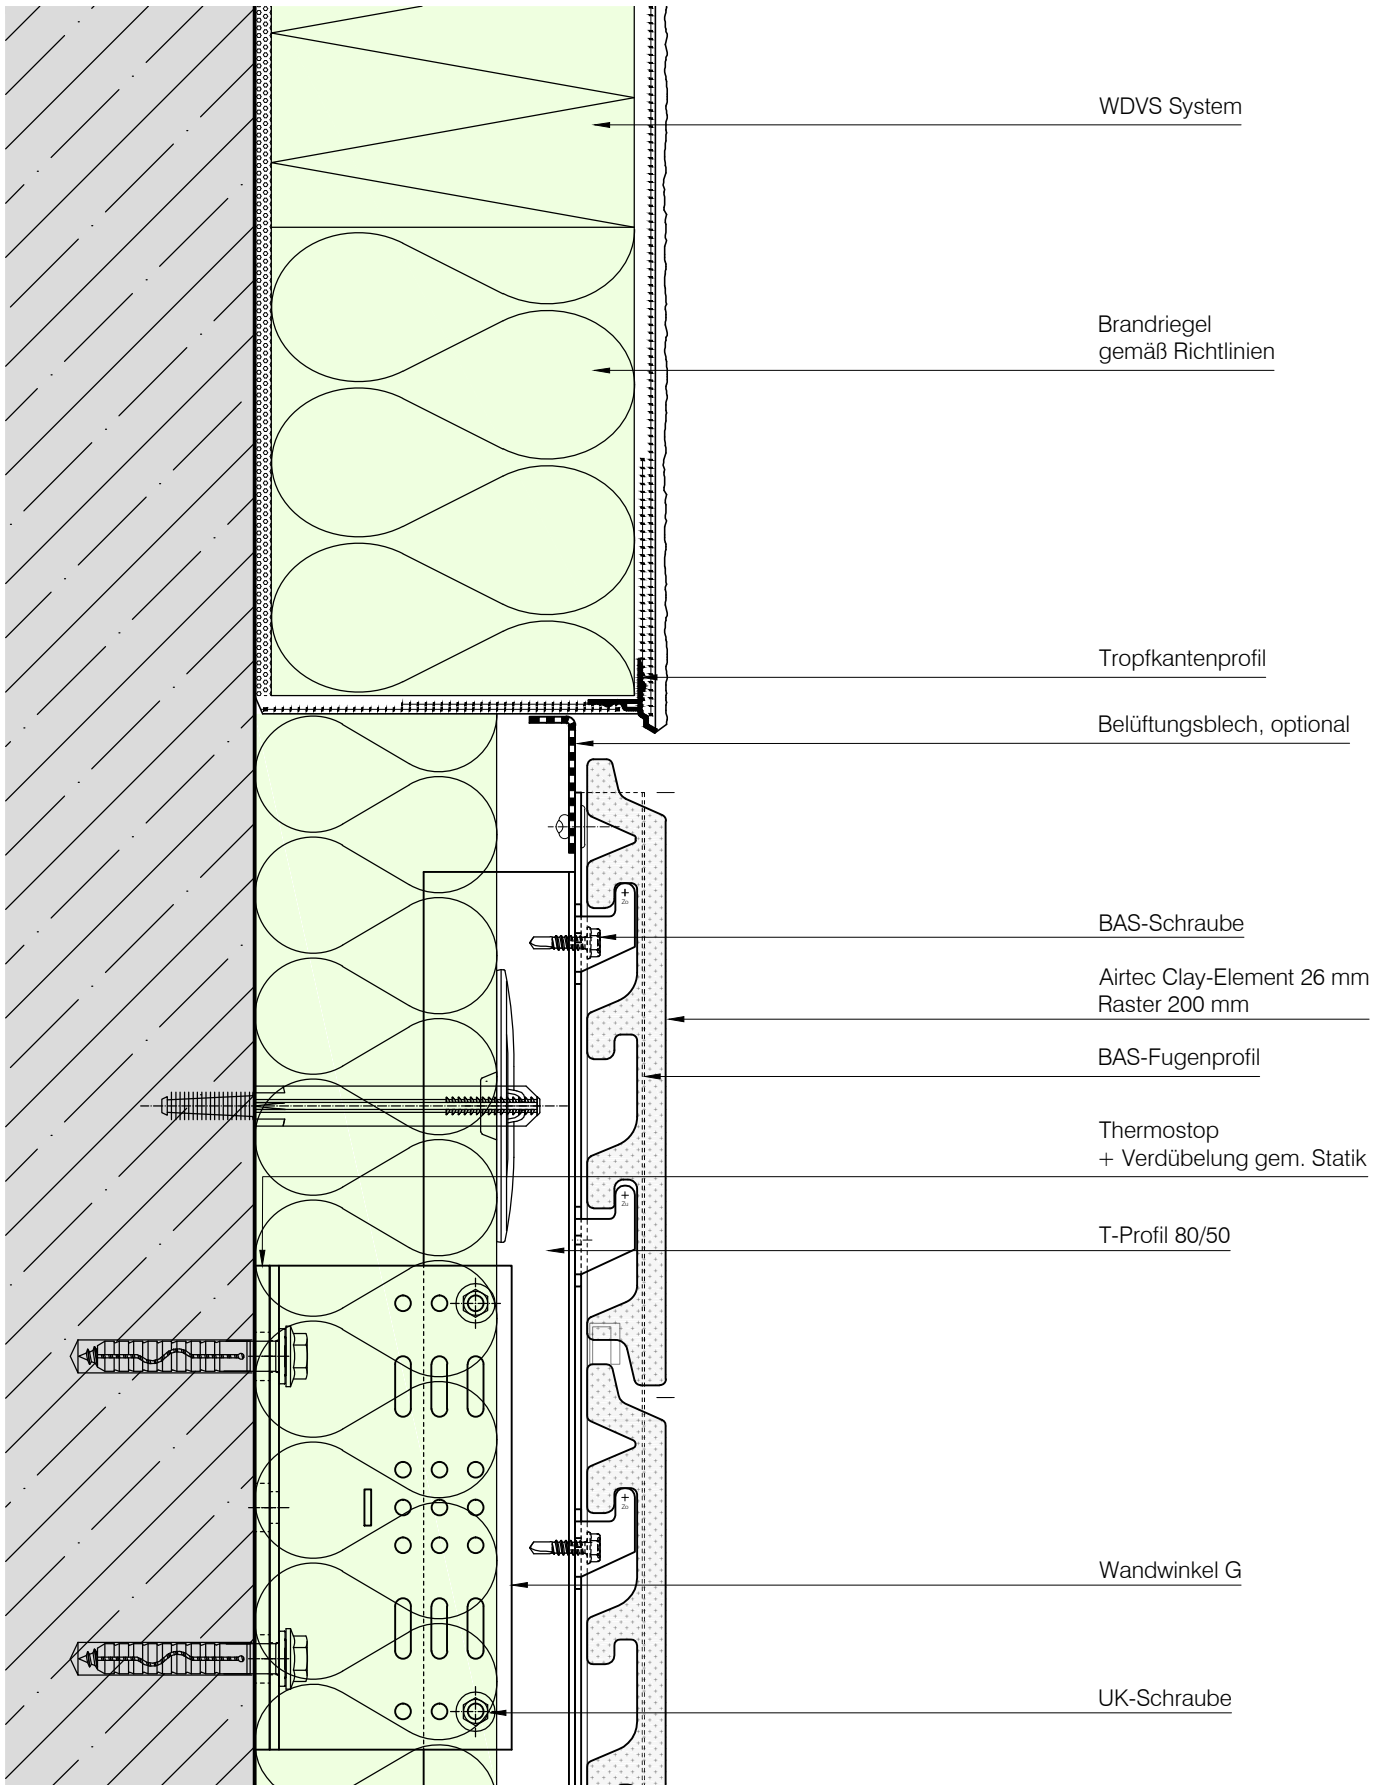 WDVS System
Brandriegel
gemäß Richtlinien
Tropfkantenprofil
Belüftungsblech, optional
BAS-Schraube
Airtec Clay-Element 26 mm
Raster 200 mm
BAS-Fugenprofil
Thermostop
+ Verdübelung gem. Statik
T-Profil 80/50
Wandwinkel G
UK-Schraube